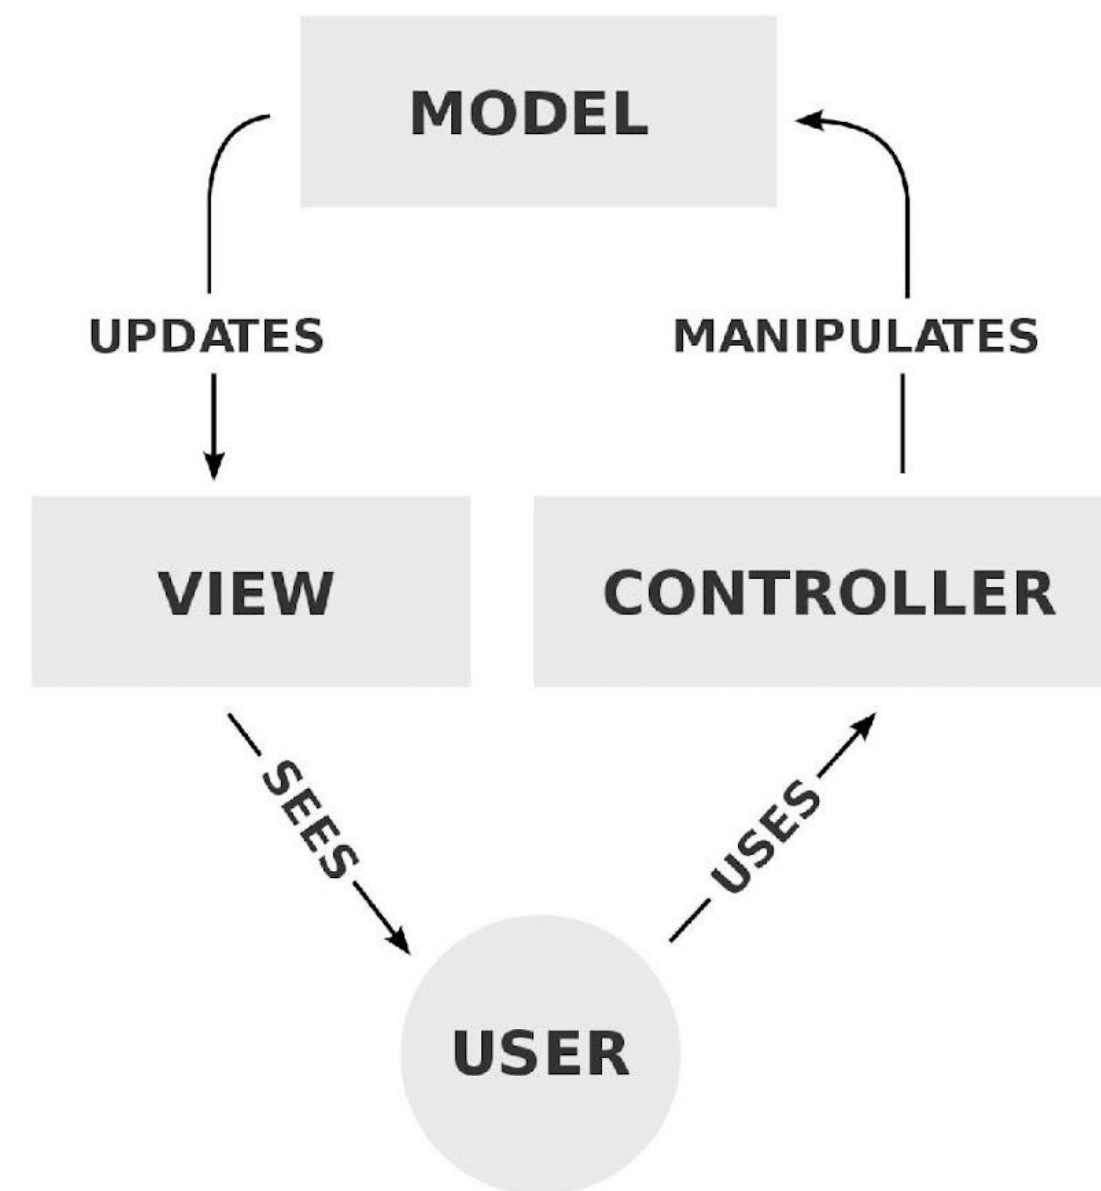 MODEL
UPDATES
MANIPULATES
VIEW
CONTROLLER
SEES
USES
USER